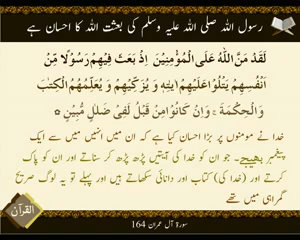 رسول اللہ صلی اللہ علیہ وسلم کی بعثت اللہ کا احسان ہے
لَقَدْ مَنَّ اللّٰهُ عَلَى الْمُؤْمِنِيْنَ اِذْ بَعَثَ فِيْهِمْ رَسُوْلًا مِّنْ
اَنْفُسِهِمْ يَتْلُوْا عَلَيْهِمْ اٰيٰتِهٖ وَ يُزَكِّيْهِمْ وَ يُعَلِّمُهُمُ الْكِتٰبَ
وَ الْحِكْمَةَ ۚ وَ اِنْ كَانُوْا مِنْ قَبْلُ لَفِيْ ضَلٰلٍ مُّبِيْنٍ
خدا نے مومنوں پر بڑا احسان کیا ہے کہ ان میں انہیں میں سے ایک
پیغمبر بھیجے۔ جو ان کو خدا کی آیتیں پڑھ پڑھ کر سناتے اور ان کو پاک
کرتے اور (خدا کی) کتاب اور دانائی سکھاتے ہیں اور پہلے تو یہ لوگ صریح
گمراہی میں تھے
القرآن
سورۃ آل عمران 164